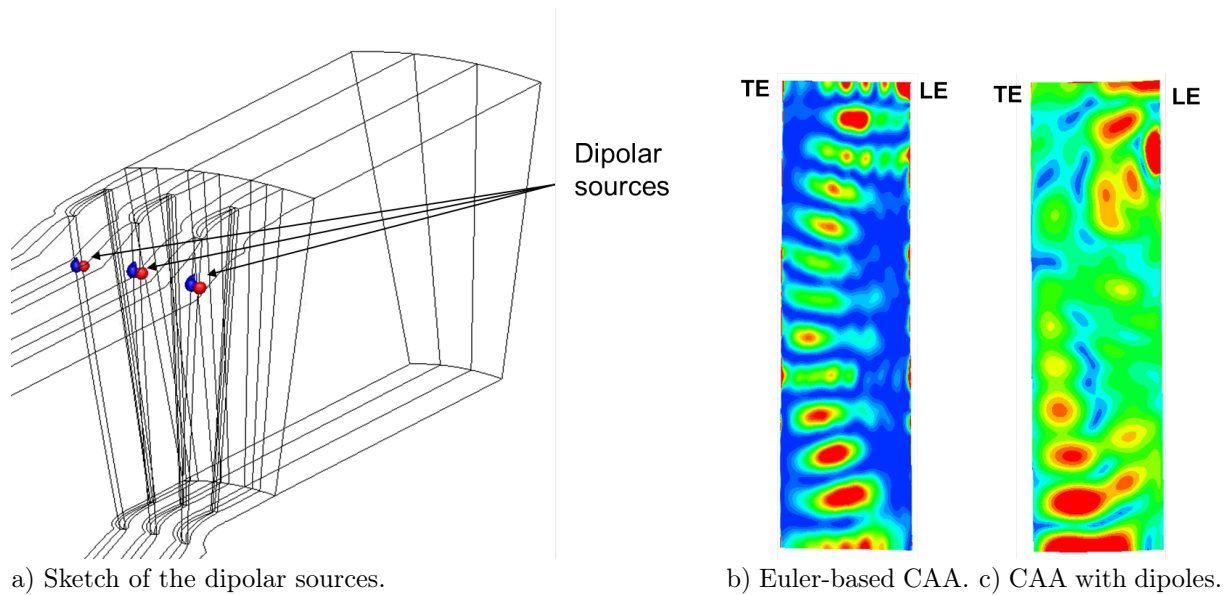 Dipolar
sources
TE
LE
TE
LE
a) Sketch of the dipolar sources.
b) Euler-based CAA. c) CAA with dipoles.